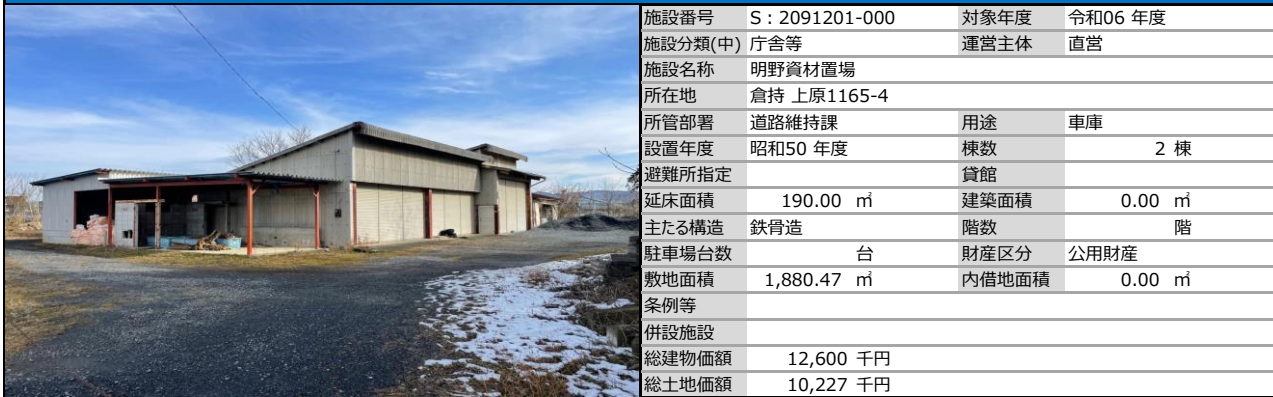 施設番号 S：2091201-000 対象年度 令和06 年度
施設分類(中) 庁舎等 運営主体 直営
施設名称 明野資材置場
所在地 倉持 上原1165-4
所管部署 道路維持課 用途 車庫
設置年度 昭和50 年度 棟数 2 棟
避難所指定 貸館
延床面積 190.00 ㎡ 建築面積 0.00 ㎡
主たる構造 鉄骨造 階数 階
駐車場台数 台 財産区分 公用財産
敷地面積 1,880.47 ㎡ 内借地面積 0.00 ㎡
条例等
併設施設
総建物価額 12,600 千円
総土地価額 10,227 千円